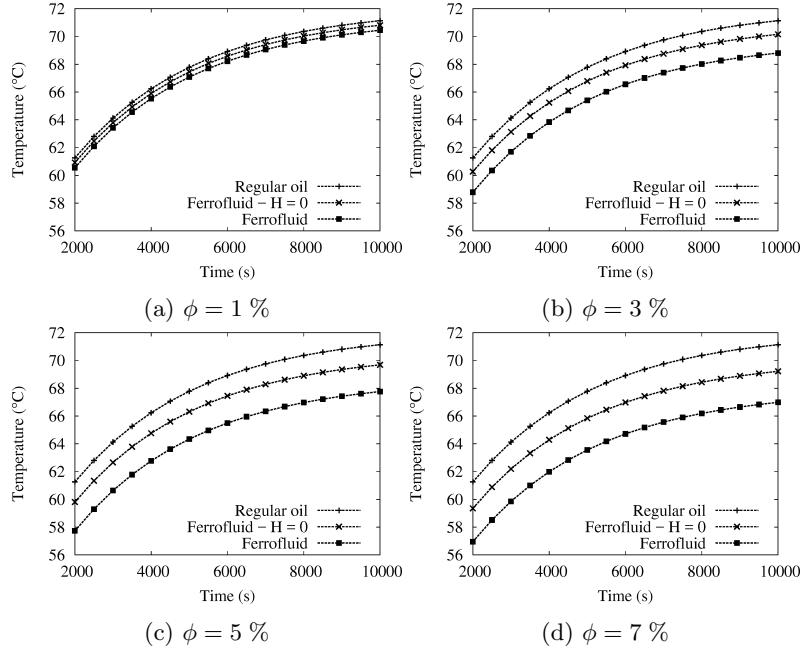 72
70
68
66
64
62
60
58
56
Temperature (°C)
Regular oil
Ferrofluid – H = 0
Ferrofluid
2000 4000 6000 8000 10000
Time (s)
(a) ϕ = 1 %
72
70
68
66
64
62
60
58
56
Temperature (°C)
Regular oil
Ferrofluid – H = 0
Ferrofluid
2000 4000 6000 8000 10000
Time (s)
(b) ϕ = 3 %
72
70
68
66
64
62
60
58
56
Temperature (°C)
Regular oil
Ferrofluid – H = 0
Ferrofluid
2000 4000 6000 8000 10000
Time (s)
(c) ϕ = 5 %
72
70
68
66
64
62
60
58
56
Temperature (°C)
Regular oil
Ferrofluid – H = 0
Ferrofluid
2000 4000 6000 8000 10000
Time (s)
(d) ϕ = 7 %